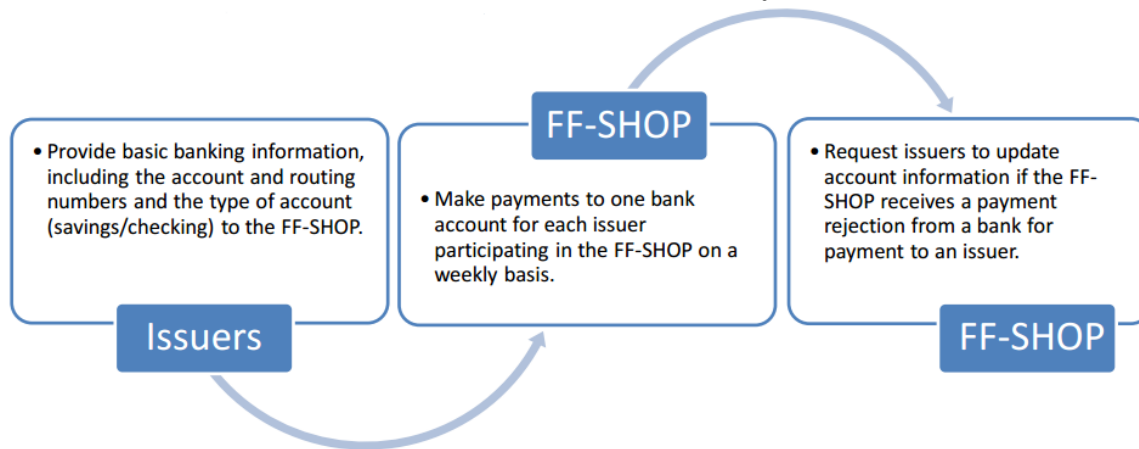 • Provide basic banking information,
including the account and routing
numbers and the type of account
(savings/checking) to the FF-SHOP.
Issuers
FF-SHOP
• Make payments to one bank
account for each issuer
participating in the FF-SHOP on a
weekly basis.
• Request issuers to update
account information if the FF-
SHOP receives a payment
rejection from a bank for
payment to an issuer.
FF-SHOP